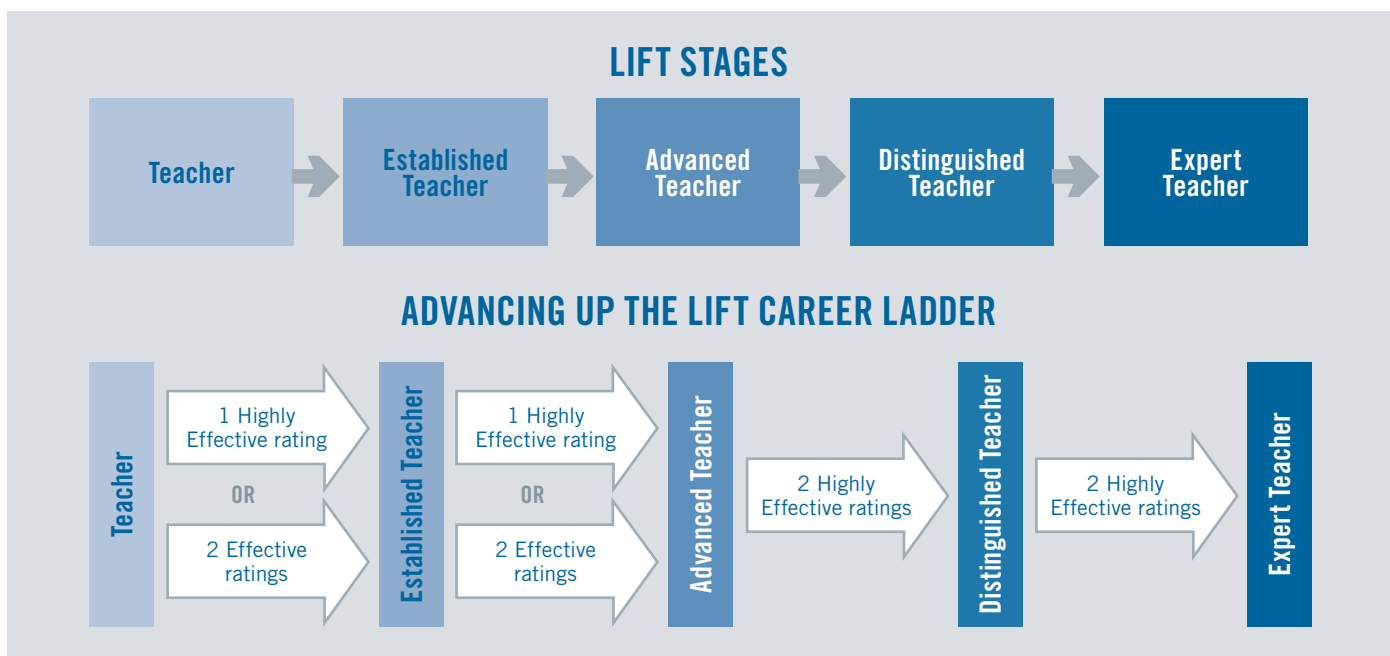 LIFT STAGES
Teacher
Established
Teacher
Advanced
Teacher
Distinguished
Teacher
Expert
Teacher
ADVANCING UP THE LIFT CAREER LADDER
Teacher
1 Highly
Effective rating
OR
2 Effective
ratings
Established Teacher
1 Highly
Effective rating
OR
2 Effective
ratings
Advanced Teacher
2 Highly
Effective ratings
Distinguished Teacher
2 Highly
Effective ratings
Expert Teacher